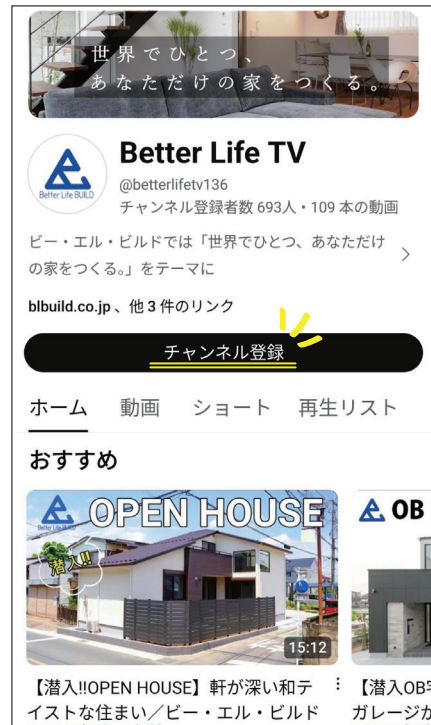 世界でひとつ、
あなただけの家をつくる。
Better Life BUILD
Better Life TV
@betterlifetv136
チャンネル登録者数 693人・109 本の動画
ビー・エル・ビルドでは「世界でひとつ、あなただけ
の家をつくる。」をテーマに
blbuild.co.jp 、他 3 件のリンク
チャンネル登録
ホーム 動画 ショート 再生リスト
おすすめ
Better Life BUILD
OPEN HOUSE
潜入!!
15:12
OB
【潜入!!OPEN HOUSE】軒が深い和テ
イストな住まい／ビー・エル・ビルド
【潜入OB宅
ガレージが